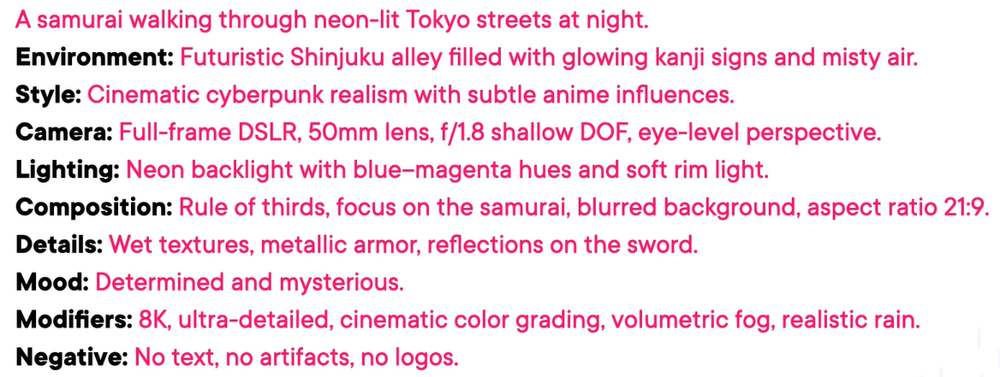 A samurai walking through neon-lit Tokyo streets at night.
Environment: Futuristic Shinjuku alley filled with glowing kanji signs and misty air.
Style: Cinematic cyberpunk realism with subtle anime influences.
Camera: Full-frame DSLR, 50mm lens, f/1.8 shallow DOF, eye-level perspective.
Lighting: Neon backlight with blue–magenta hues and soft rim light.
Composition: Rule of thirds, focus on the samurai, blurred background, aspect ratio 21:9.
Details: Wet textures, metallic armor, reflections on the sword.
Mood: Determined and mysterious.
Modifiers: 8K, ultra-detailed, cinematic color grading, volumetric fog, realistic rain.
Negative: No text, no artifacts, no logos.